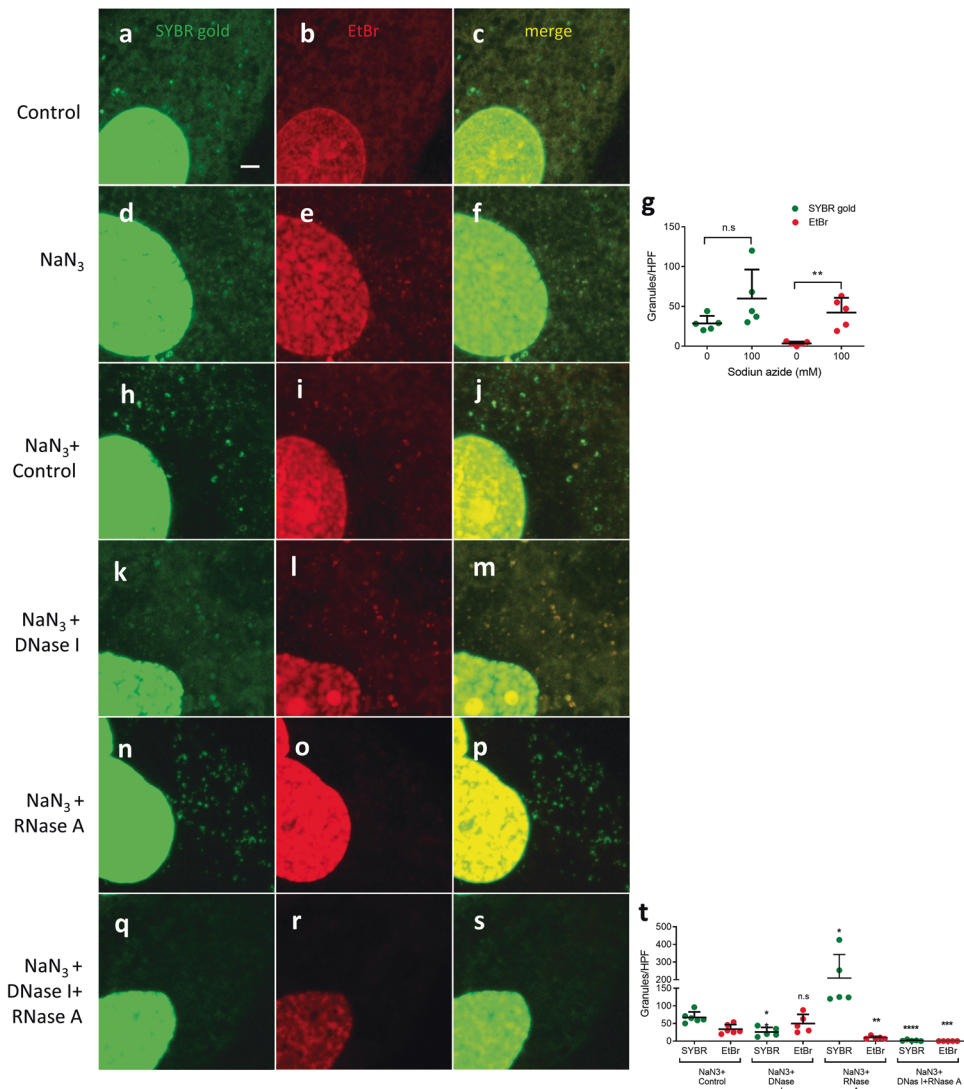 a SYBR gold
b EtBr
c merge
Control
d
e
f
NaN3
g
SYBR gold
EtBr
150
100
50
0
Granules/HPF
n.s
**
0 100 0 100
Sodiun azide (mM)
h
i
j
NaN3+
Control
k
l
m
NaN3 +
DNase I
n
o
p
NaN3 +
RNase A
q
r
s
NaN3 +
DNase I+
RNase A
t
500
400
300
200
150
100
50
0
Granules/HPF
*
n.s
*
**
****
***
SYBR EtBr SYBR EtBr SYBR EtBr SYBR EtBr
NaN3+ NaN3+ NaN3+ NaN3+
Control DNase RNase DNas I+RNase A